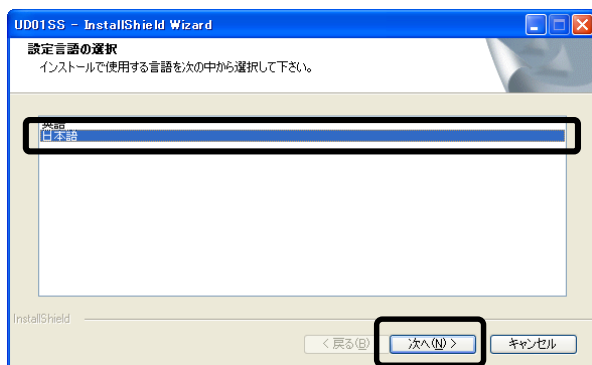 UD01SS - InstallShield Wizard
設定言語の選択
インストールで使用する言語を次の中から選択して下さい。
英語
日本語
InstallShield
< 戻る(B)
次へ(N) >
キャンセル